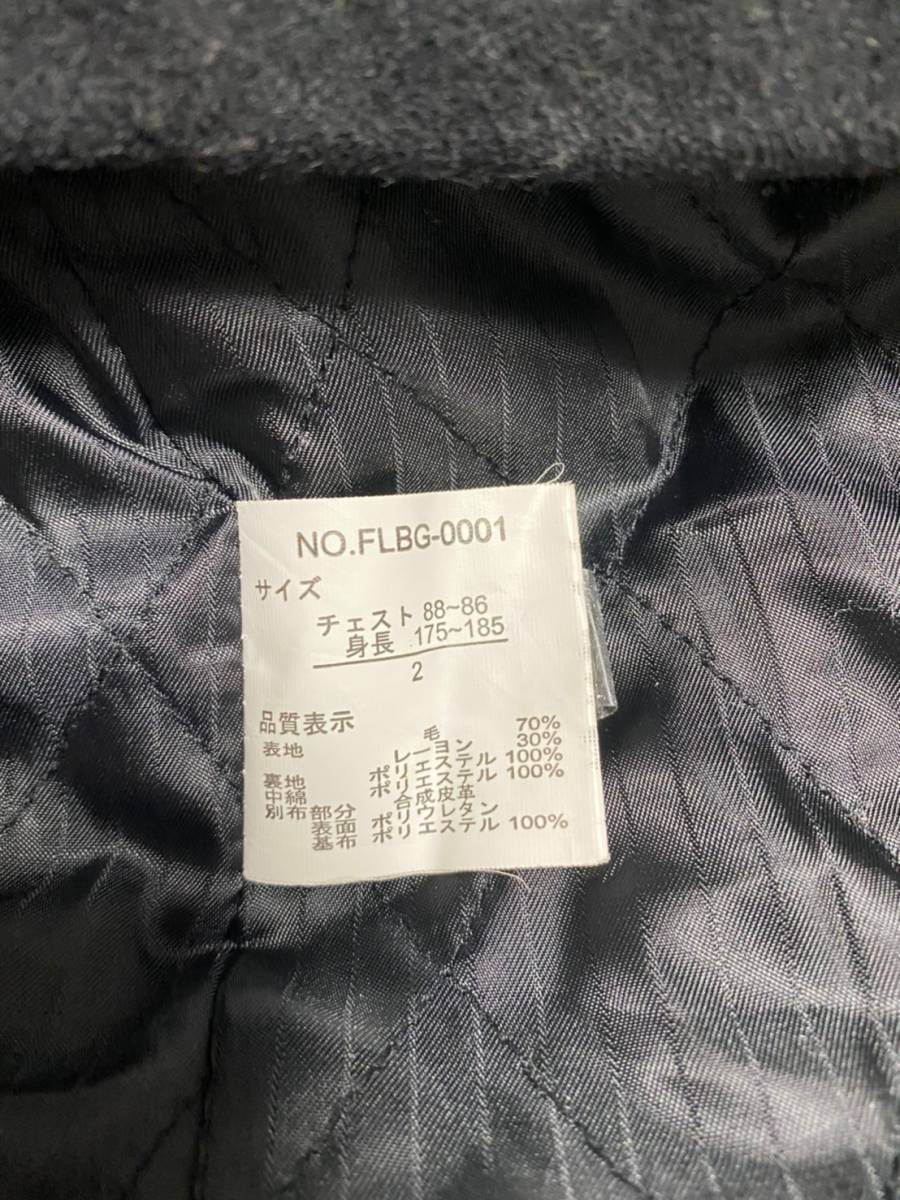 NO.FLBG-0001
サイズ
チェスト 88~86
身長 175~185
2
品質表示
表地 毛 70%
レーヨン 30%
裏地 ポリエステル 100%
中綿 ポリエステル 100%
別布部分 合成皮革
表面 ポリウレタン
基布 ポリエステル 100%